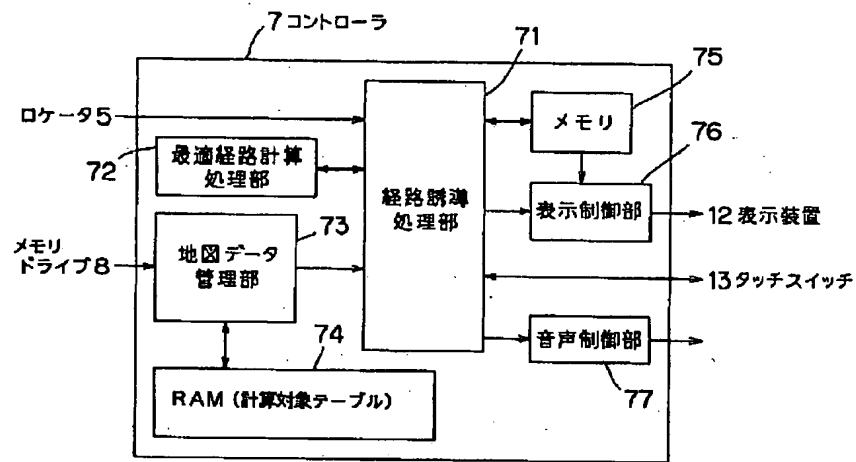 7 コントローラ
71
75
ロケータ 5
メモリ
76
72
最適経路計算
処理部
経路誘導
処理部
表示制御部
12 表示装置
73
メモリ
ドライブ 8
地図データ
管理部
13 タッチスイッチ
74
音声制御部
RAM (計算対象テーブル)
77